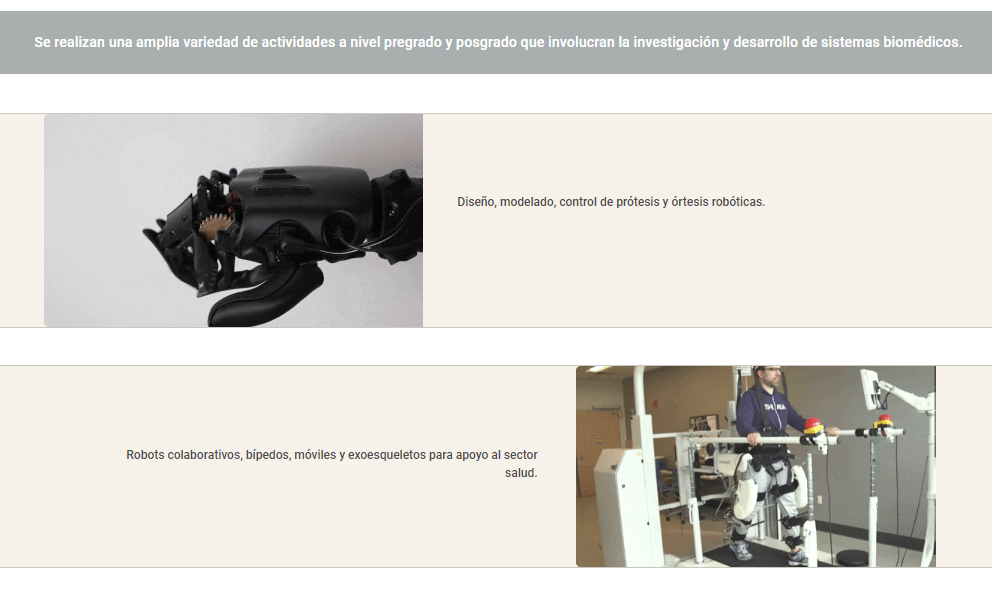 Se realizan una amplia variedad de actividades a nivel pregrado y posgrado que involucran la investigación y desarrollo de sistemas biomédicos.
Diseño, modelado, control de prótesis y órtesis robóticas.
Robots colaborativos, bípedos, móviles y exoesqueletos para apoyo al sector
salud.